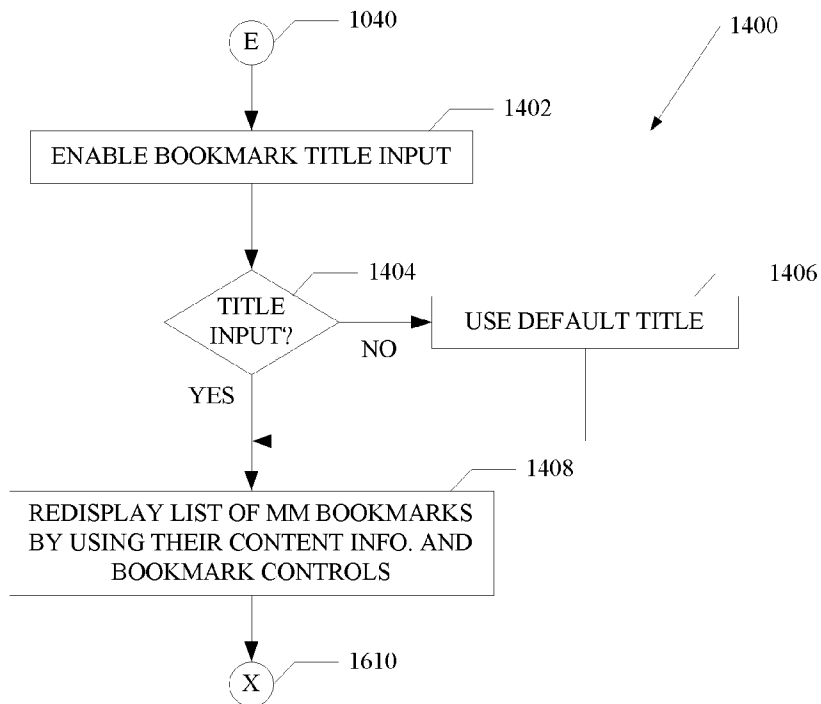 E
1040
1400
1402
ENABLE BOOKMARK TITLE INPUT
1404
TITLE
INPUT?
1406
USE DEFAULT TITLE
NO
YES
1408
REDISPLAY LIST OF MM BOOKMARKS
BY USING THEIR CONTENT INFO. AND
BOOKMARK CONTROLS
X
1610